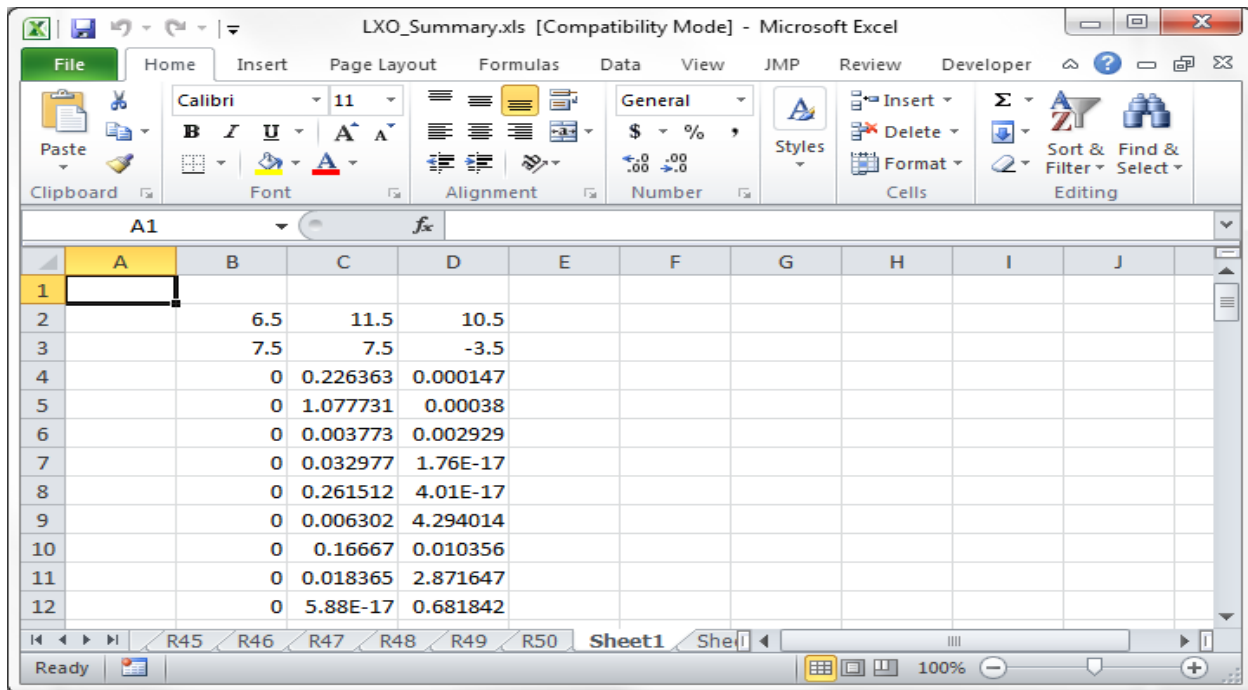 LXO_Summary.xls [Compatibility Mode] - Microsoft Excel
File Home Insert Page Layout Formulas Data View JMP Review Developer
Calibri 11 General Insert Σ
B I U A A $ % , Delete
Paste Styles Sort & Find &
A .0 .00 .00 .0 Format Filter Select
Clipboard Font Alignment Number Cells Editing
A1 fx
A B C D E F G H I J
1
2 6.5 11.5 10.5
3 7.5 7.5 -3.5
4 0 0.226363 0.000147
5 0 1.077731 0.00038
6 0 0.003773 0.002929
7 0 0.032977 1.76E-17
8 0 0.261512 4.01E-17
9 0 0.006302 4.294014
10 0 0.16667 0.010356
11 0 0.018365 2.871647
12 0 5.88E-17 0.681842
R45 R46 R47 R48 R49 R50 Sheet1
Ready 100%